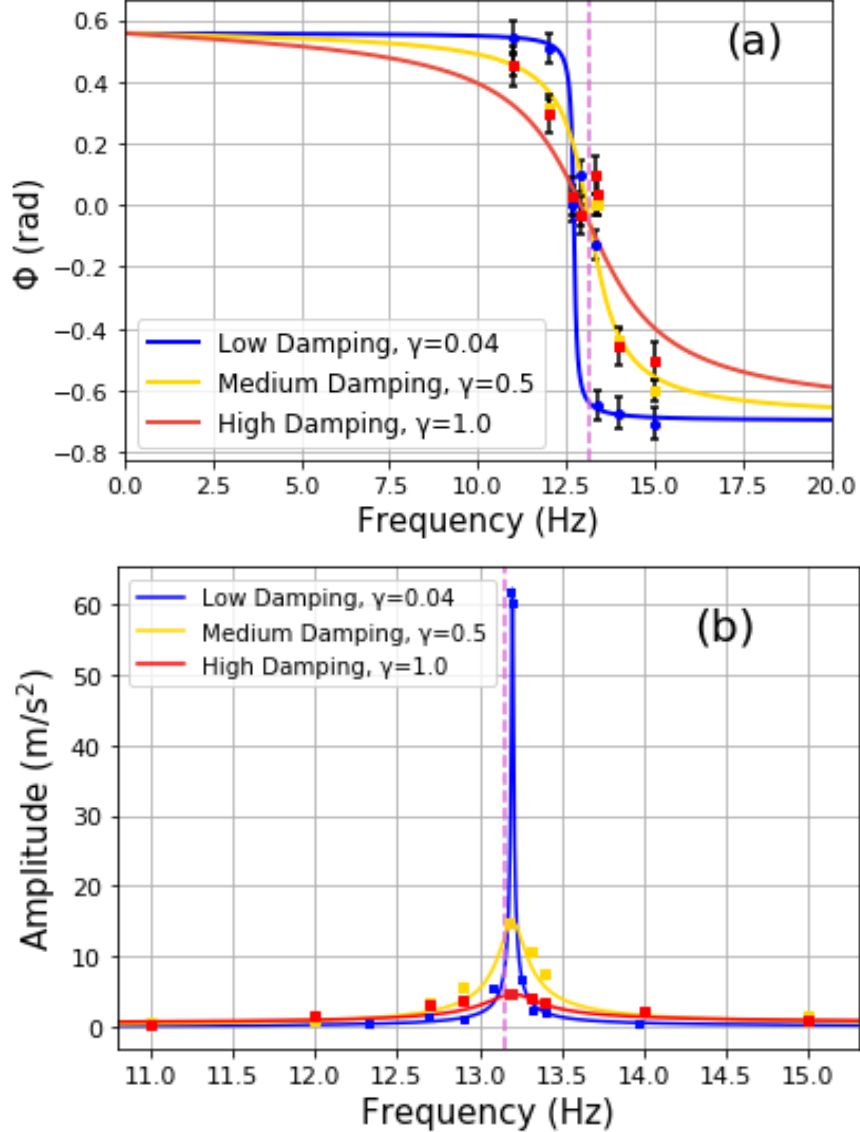 (a)
0.6
0.4
0.2
0.0
−0.2
−0.4
−0.6
−0.8
Φ (rad)
Low Damping, γ=0.04
Medium Damping, γ=0.5
High Damping, γ=1.0
0.0 2.5 5.0 7.5 10.0 12.5 15.0 17.5 20.0
Frequency (Hz)
(b)
60
50
40
30
20
10
0
Amplitude (m/s²)
Low Damping, γ=0.04
Medium Damping, γ=0.5
High Damping, γ=1.0
11.0 11.5 12.0 12.5 13.0 13.5 14.0 14.5 15.0
Frequency (Hz)